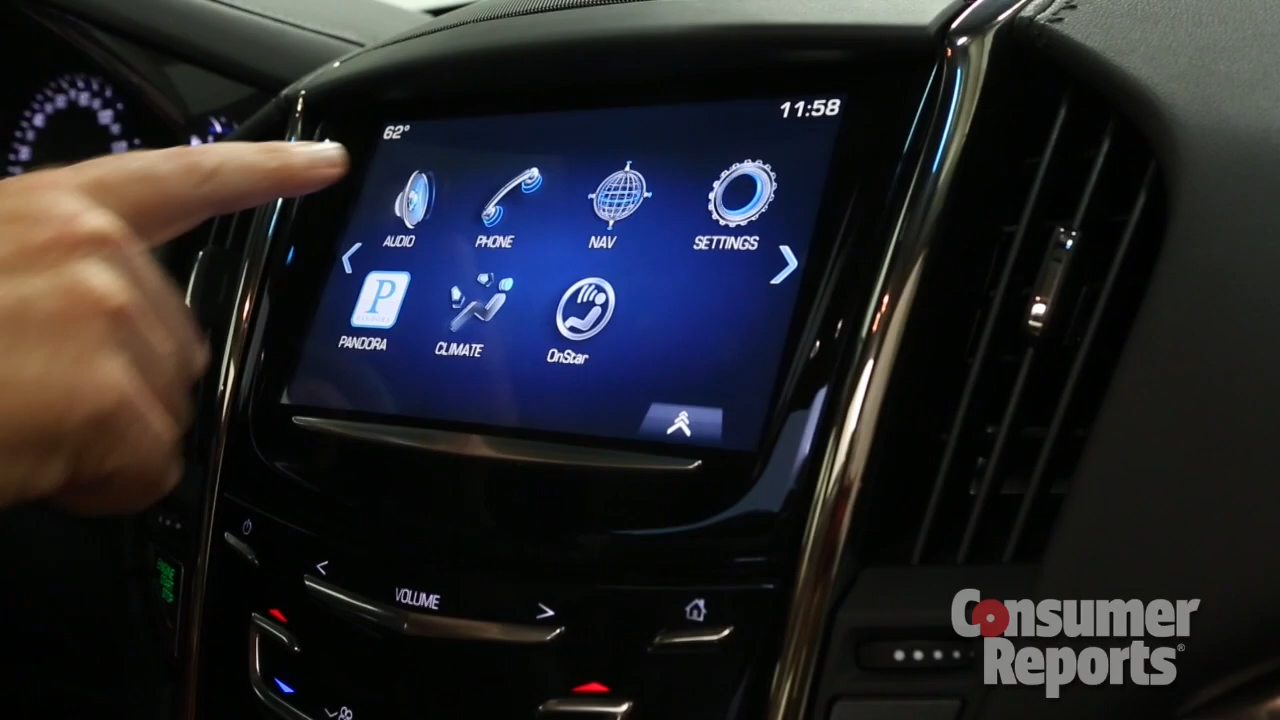 62°
11:58
AUDIO
PHONE
NAV
SETTINGS
P
PANDORA
CLIMATE
OnStar
VOLUME
Consumer
Reports®